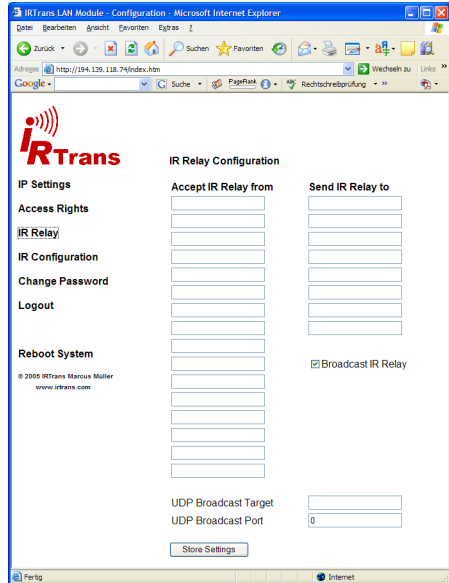 IRTrans LAN Module - Configuration - Microsoft Internet Explorer
Datei Bearbeiten Ansicht Favoriten Extras ?
Zurück Suchen Favoriten
Adresse http://194.139.118.74/index.htm Wechseln zu Links »
Google Suche PageRank ABC Rechtschreibprüfung »
iRTrans
IR Relay Configuration
IP Settings
Access Rights
IR Relay
IR Configuration
Change Password
Logout
Reboot System
© 2005 IRTrans Marcus Müller
www.irtrans.com
Accept IR Relay from
Send IR Relay to
Broadcast IR Relay
UDP Broadcast Target
UDP Broadcast Port 0
Store Settings
Fertig Internet